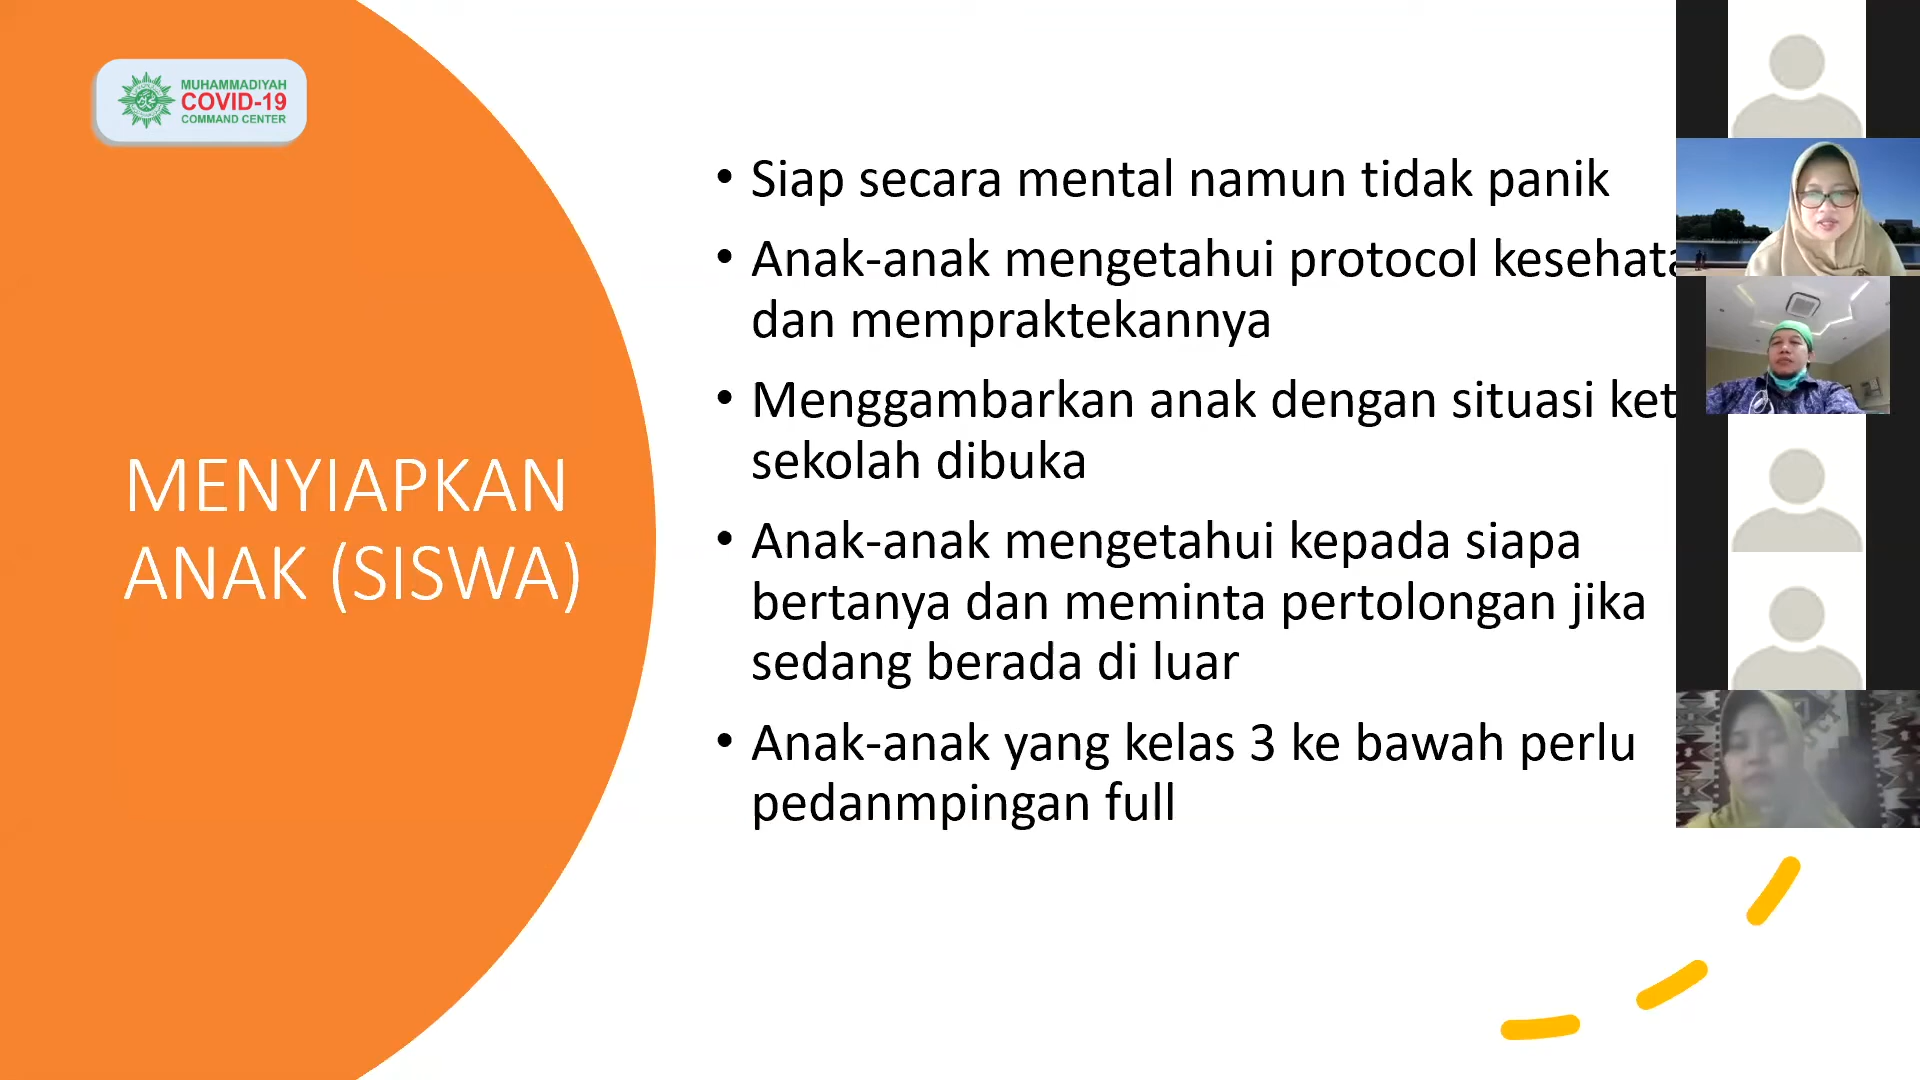 MUHAMMADIYAH
COVID-19
COMMAND CENTER
MENYIAPKAN
ANAK (SISWA)
• Siap secara mental namun tidak panik
• Anak-anak mengetahui protocol
dan mempraktekannya
• Menggambarkan anak dengan situasi
sekolah dibuka
• Anak-anak mengetahui kepada siapa
bertanya dan meminta pertolongan jika
sedang berada di luar
• Anak-anak yang kelas 3 ke bawah perlu
pedanmpingan full